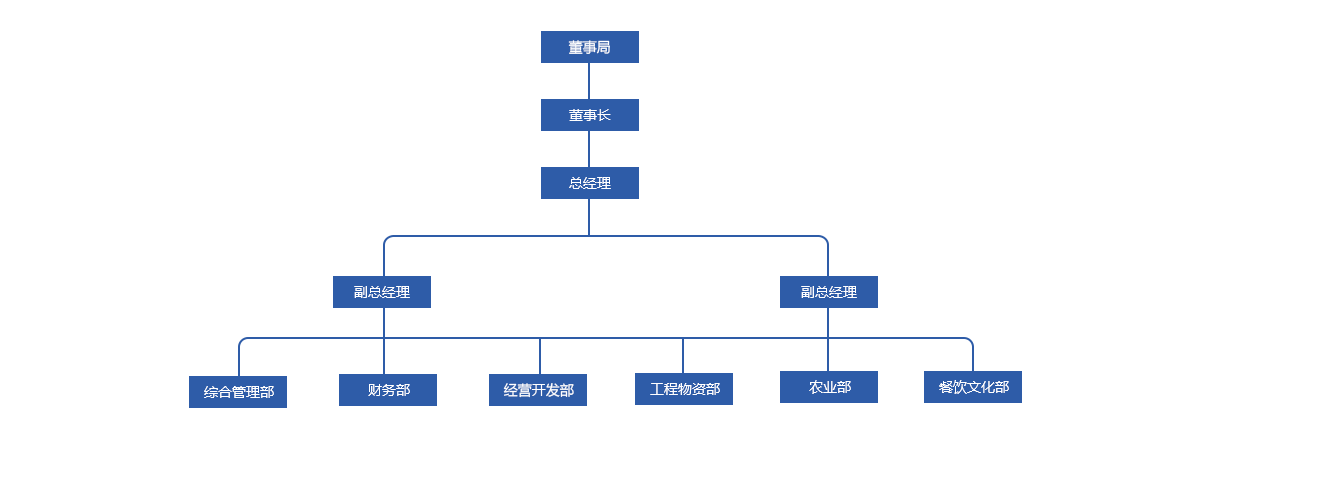 董事局
董事长
总经理
副总经理
副总经理
综合管理部
财务部
经营开发部
工程物资部
农业部
餐饮文化部